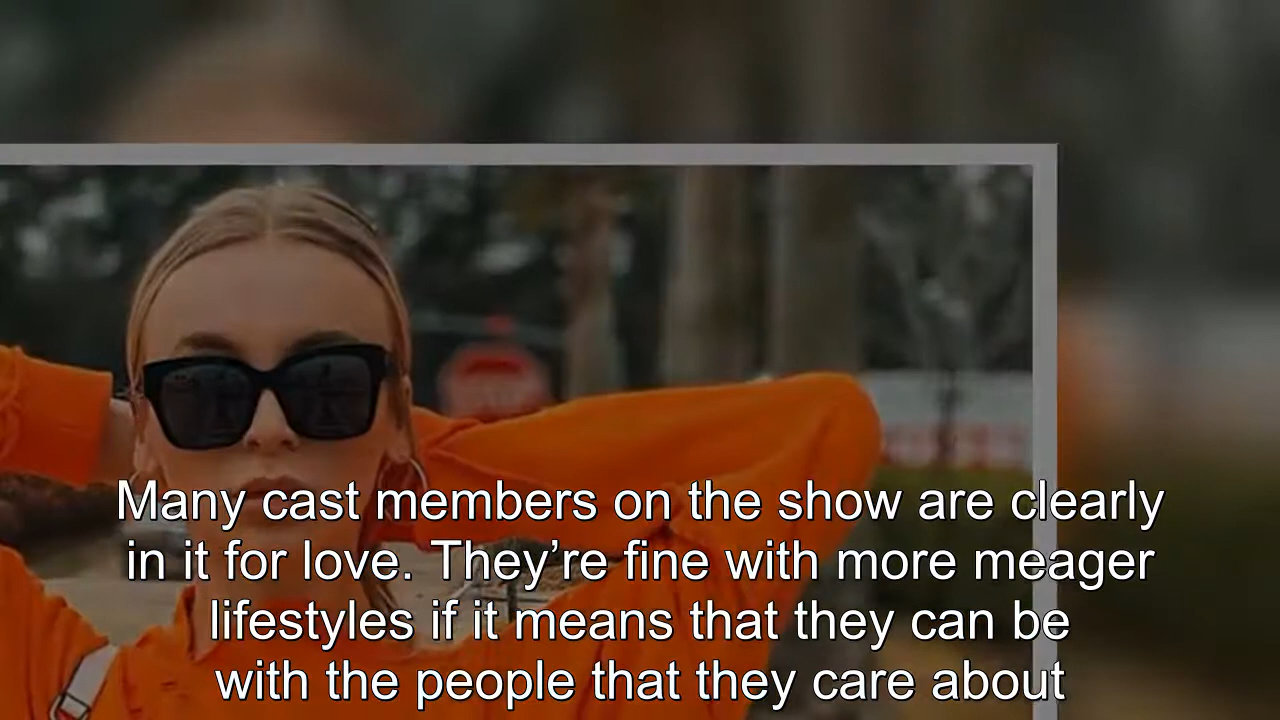 Many cast members on the show are clearly
in it for love. They’re fine with more meager
lifestyles if it means that they can be
with the people that they care about